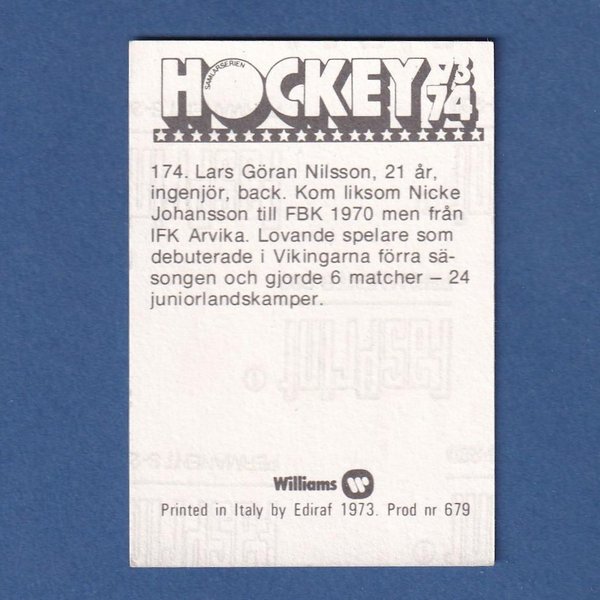 HOCKEY 73
SAMLARSERIEN 74
174. Lars Göran Nilsson, 21 år,
ingenjör, back. Kom liksom Nicke
Johansson till FBK 1970 men från
IFK Arvika. Lovande spelare som
debuterade i Vikingarna förra sä-
songen och gjorde 6 matcher – 24
juniorlandskamper.
Williams
Printed in Italy by Ediraf 1973. Prod nr 679